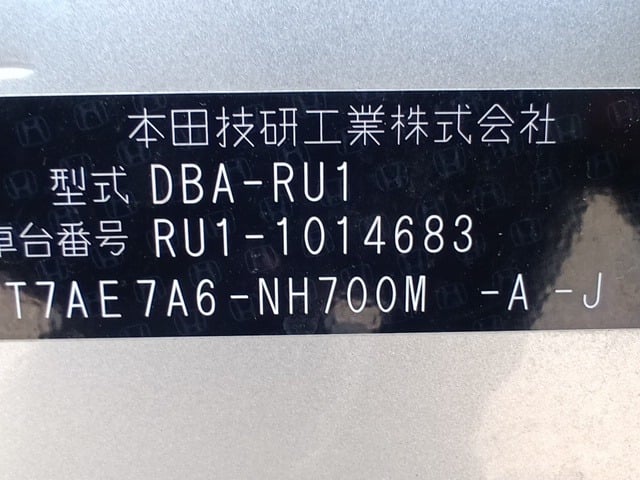 本田技研工業株式会社
型式 DBA-RU1
車台番号 RU1-1014683
T7AE7A6-NH700M -A-J